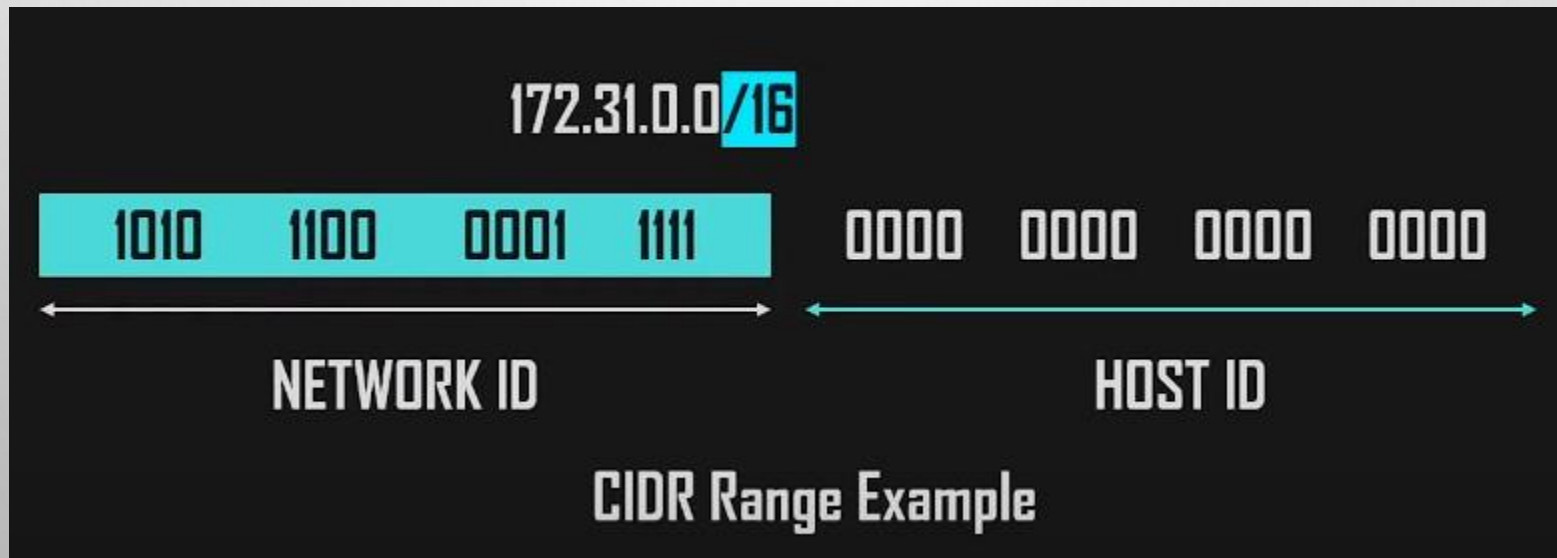 172.31.0.0/16
1010 1100 0001 1111 0000 0000 0000 0000
NETWORK ID HOST ID
CIDR Range Example